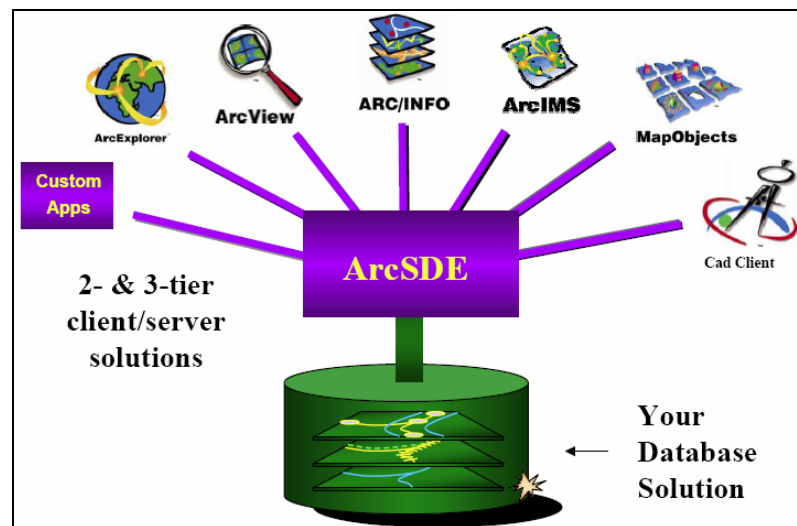 ArcExplorer™
ArcView
ARC/INFO
ArcIMS
MapObjects
Custom
Apps
Cad Client
ArcSDE
2- & 3-tier
client/server
solutions
Your
Database
Solution